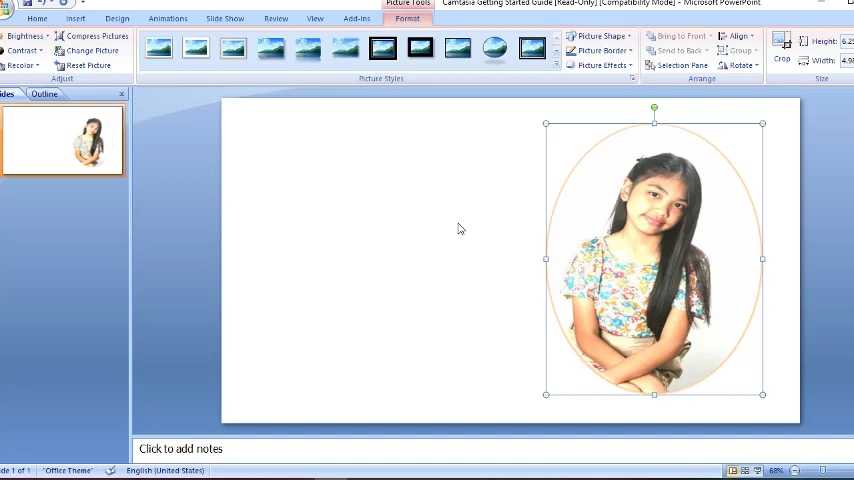 Picture Tools
Camtasia Getting Started Guide [Read-Only] [Compatibility Mode] - Microsoft PowerPoint
Home Insert Design Animations Slide Show Review View Add-Ins Format
Brightness Compress Pictures
Contrast Change Picture
Recolor Reset Picture
Picture Shape
Picture Border
Picture Effects
Bring to Front
Send to Back
Selection Pane
Align
Group
Rotate
Crop
Height:
Width:
Adjust Picture Styles Arrange Size
Outline
Click to add notes
"Office Theme" English (United States) 68%